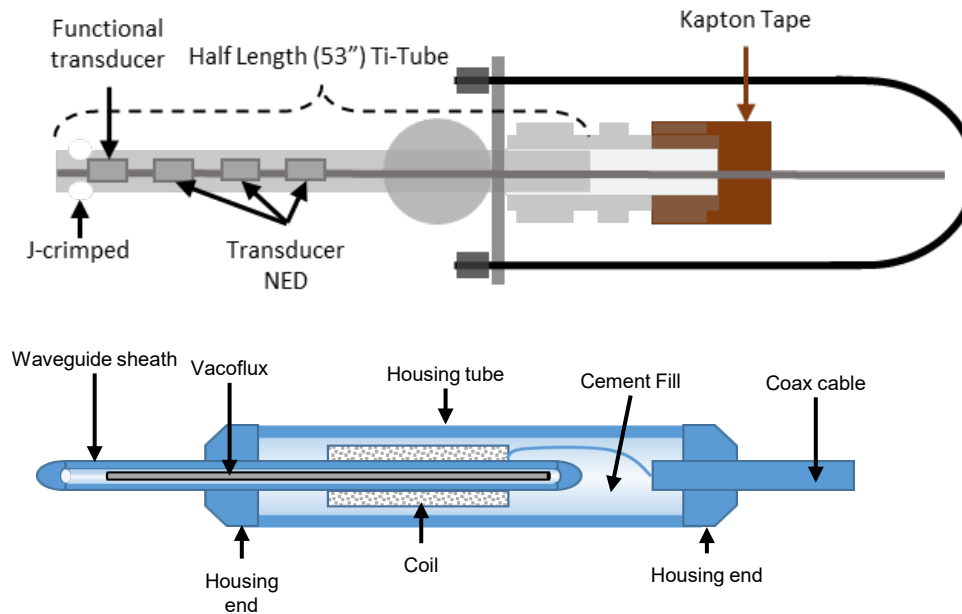 Functional
transducer
Half Length (53”) Ti-Tube
Kapton Tape
J-crimped
Transducer
NED
Waveguide sheath
Vacoflux
Housing tube
Cement Fill
Coax cable
Housing
end
Coil
Housing end